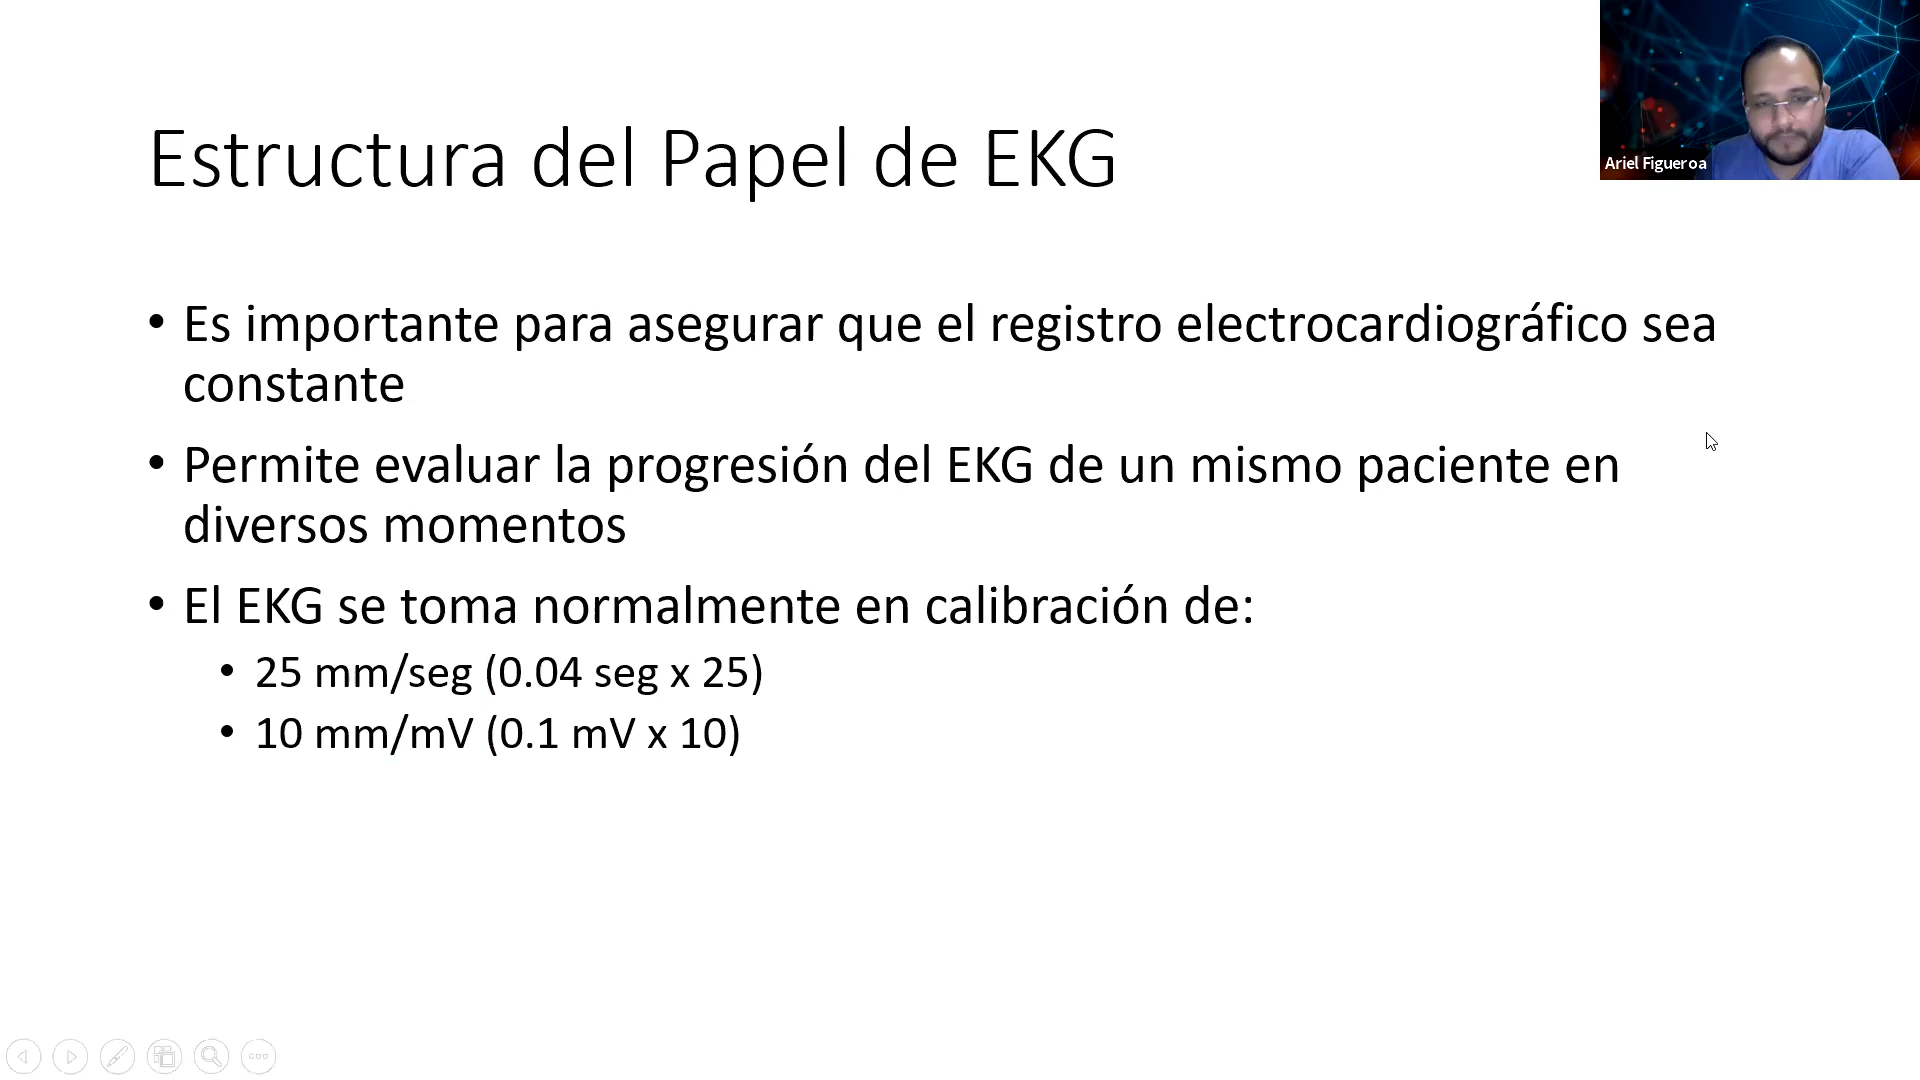 Estructura del Papel de EKG
Ariel Figueroa
• Es importante para asegurar que el registro electrocardiográfico sea
constante
• Permite evaluar la progresión del EKG de un mismo paciente en
diversos momentos
• El EKG se toma normalmente en calibración de:
• 25 mm/seg (0.04 seg x 25)
• 10 mm/mV (0.1 mV x 10)